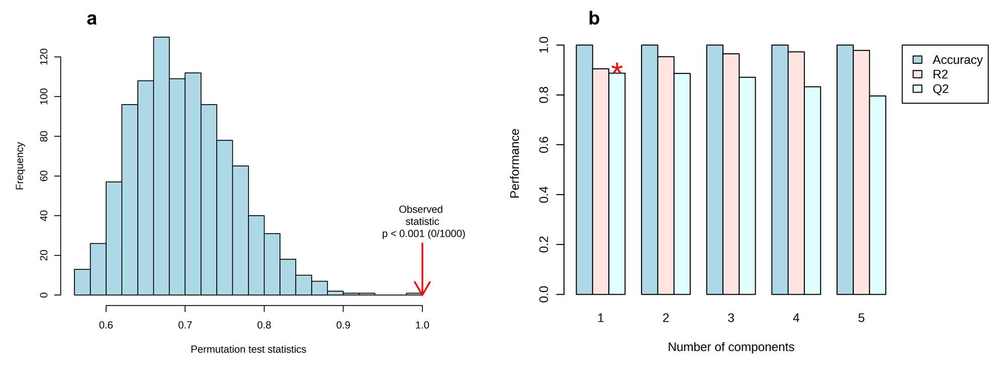 a
120
100
80
60
40
20
0
Frequency
Observed
statistic
p < 0.001 (0/1000)
0.6 0.7 0.8 0.9 1.0
Permutation test statistics
b
1.0
0.8
0.6
0.4
0.2
0.0
Performance
*
1 2 3 4 5
Number of components
Accuracy
R2
Q2